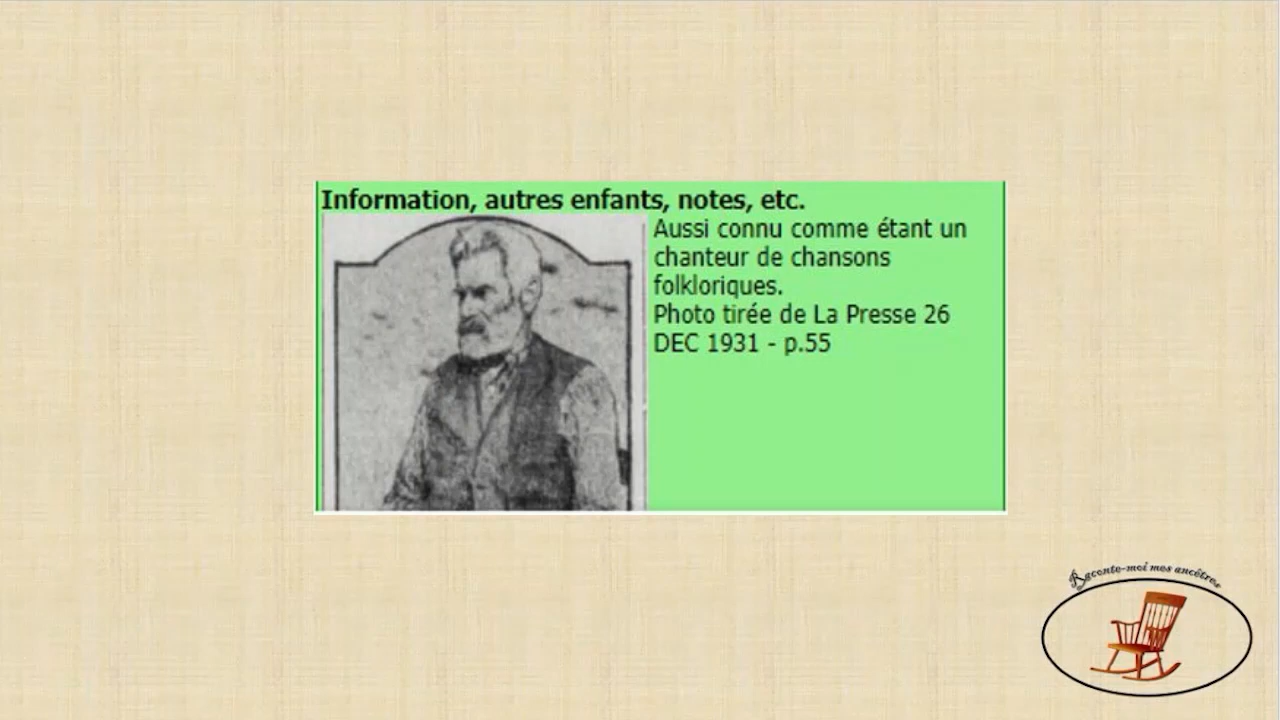 Information, autres enfants, notes, etc.
Aussi connu comme étant un
chanteur de chansons
folkloriques.
Photo tirée de La Presse 26
DEC 1931 - p.55
Raconte-moi mes ancêtres